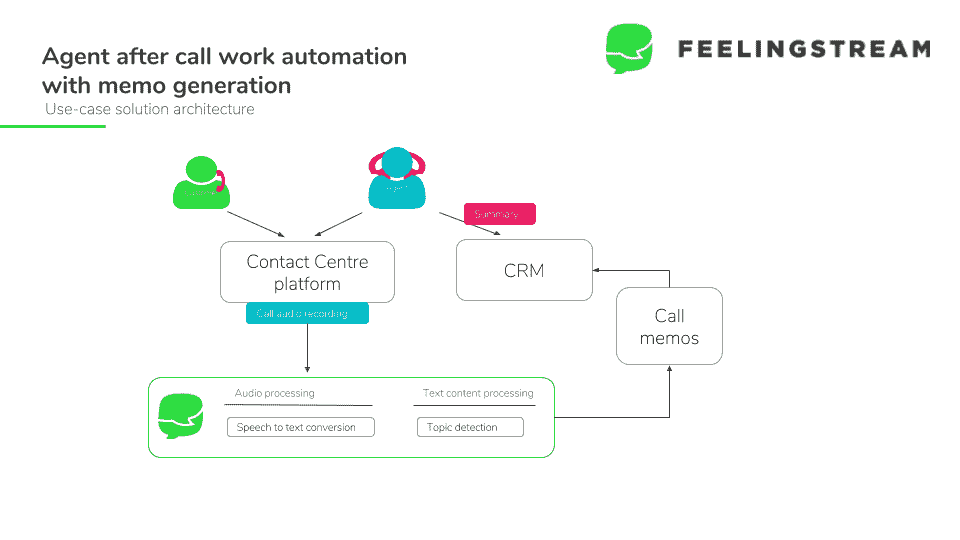 Agent after call work automation
with memo generation
Use-case solution architecture
FEELINGSTREAM
Summary
Contact Centre
platform
CRM
Call audio recording
Call
memos
Audio processing
Text content processing
Speech to text conversion
Topic detection